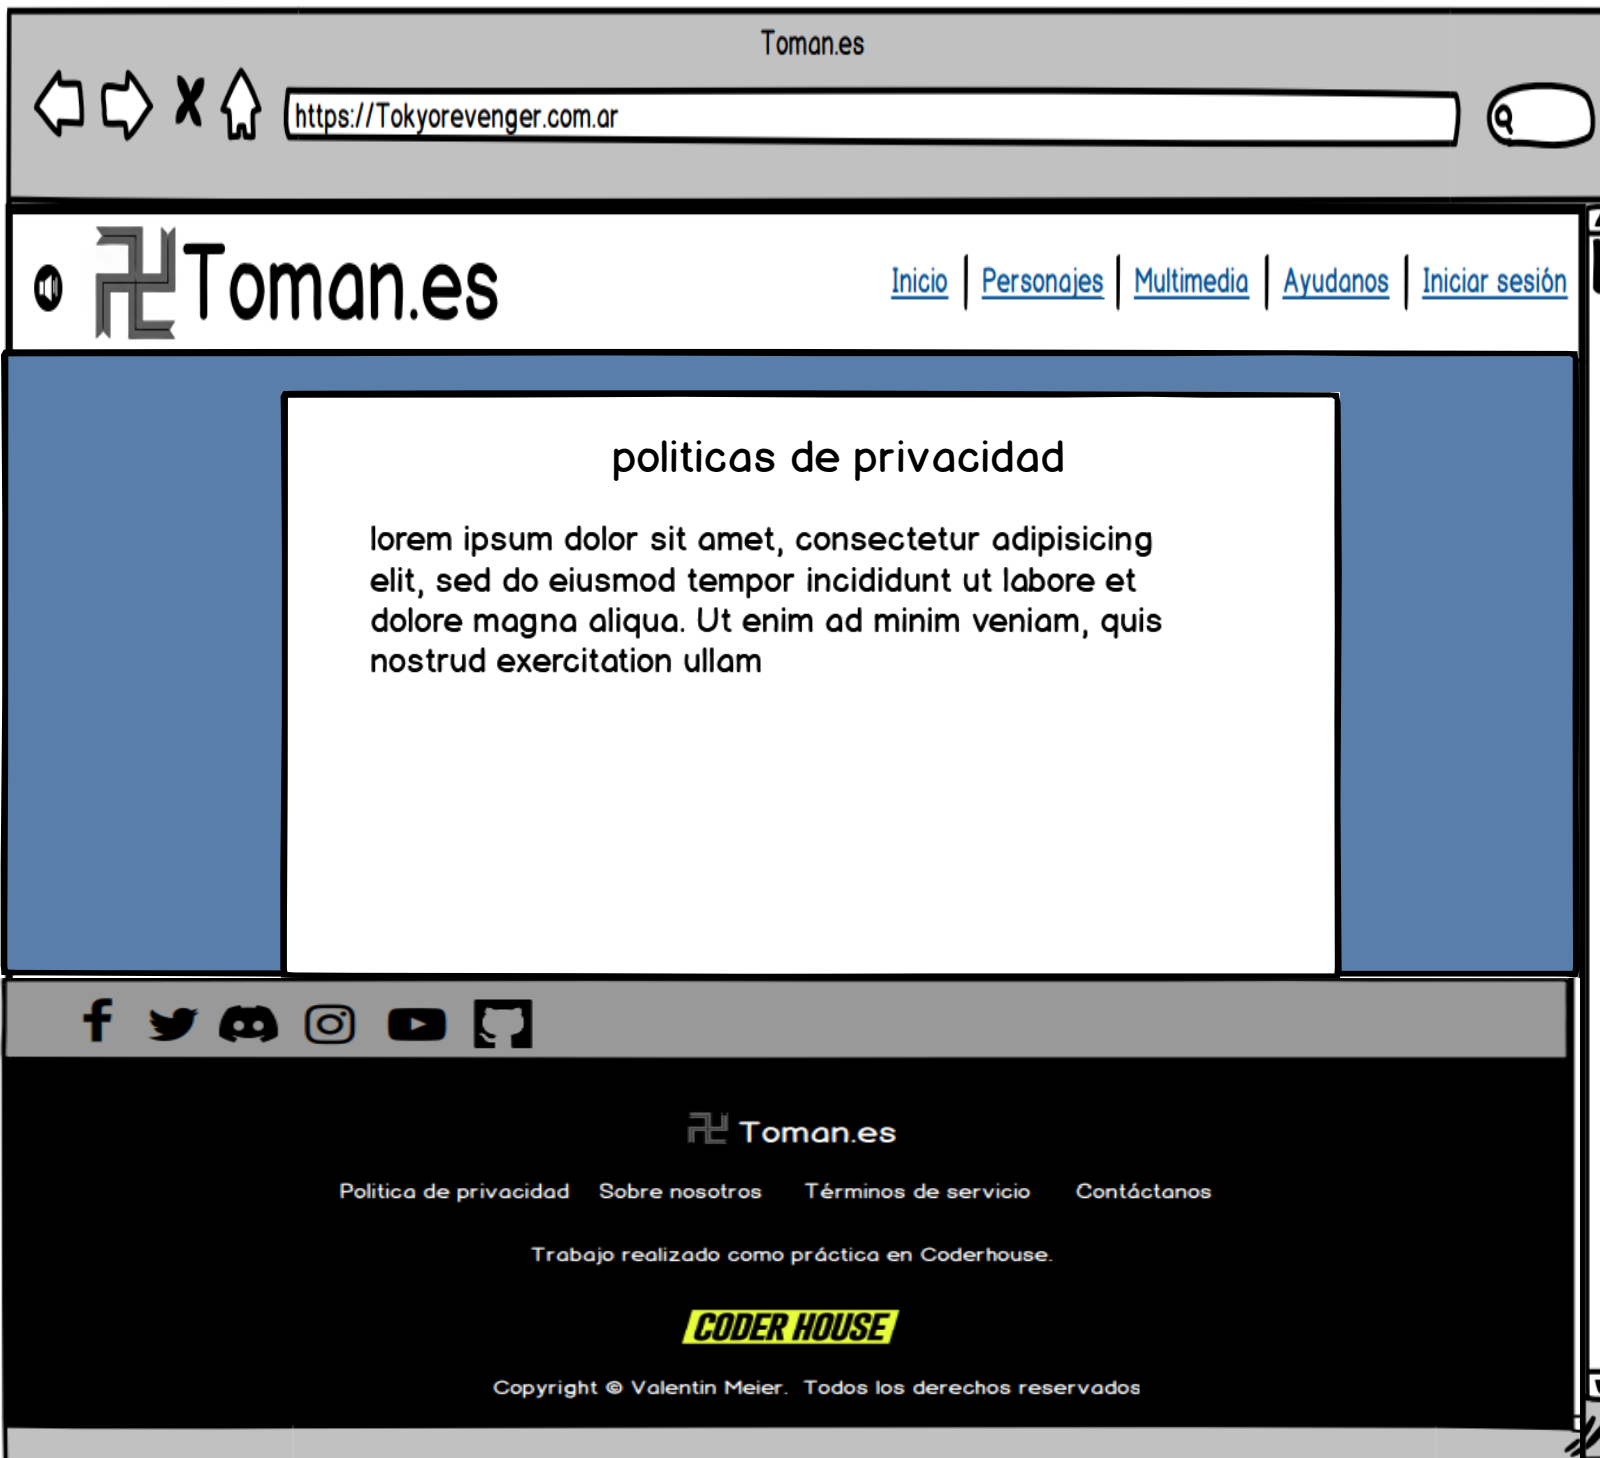 Toman.es
https://Tokyorevenger.com.ar
Toman.es
Inicio
Personajes
Multimedia
Ayudanos
Iniciar sesión
politicas de privacidad
lorem ipsum dolor sit amet, consectetur adipisicing
elit, sed do eiusmod tempor incididunt ut labore et
dolore magna aliqua. Ut enim ad minim veniam, quis
nostrud exercitation ullam
Toman.es
Politica de privacidad
Sobre nosotros
Términos de servicio
Contáctanos
Trabajo realizado como práctica en Coderhouse.
CODER HOUSE
Copyright © Valentin Meier. Todos los derechos reservados